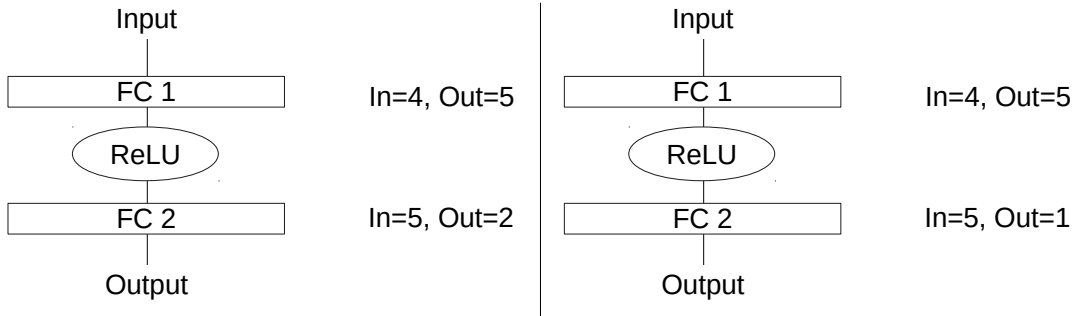 Input
FC 1
In=4, Out=5
ReLU
FC 2
In=5, Out=2
Output
Input
FC 1
In=4, Out=5
ReLU
FC 2
In=5, Out=1
Output